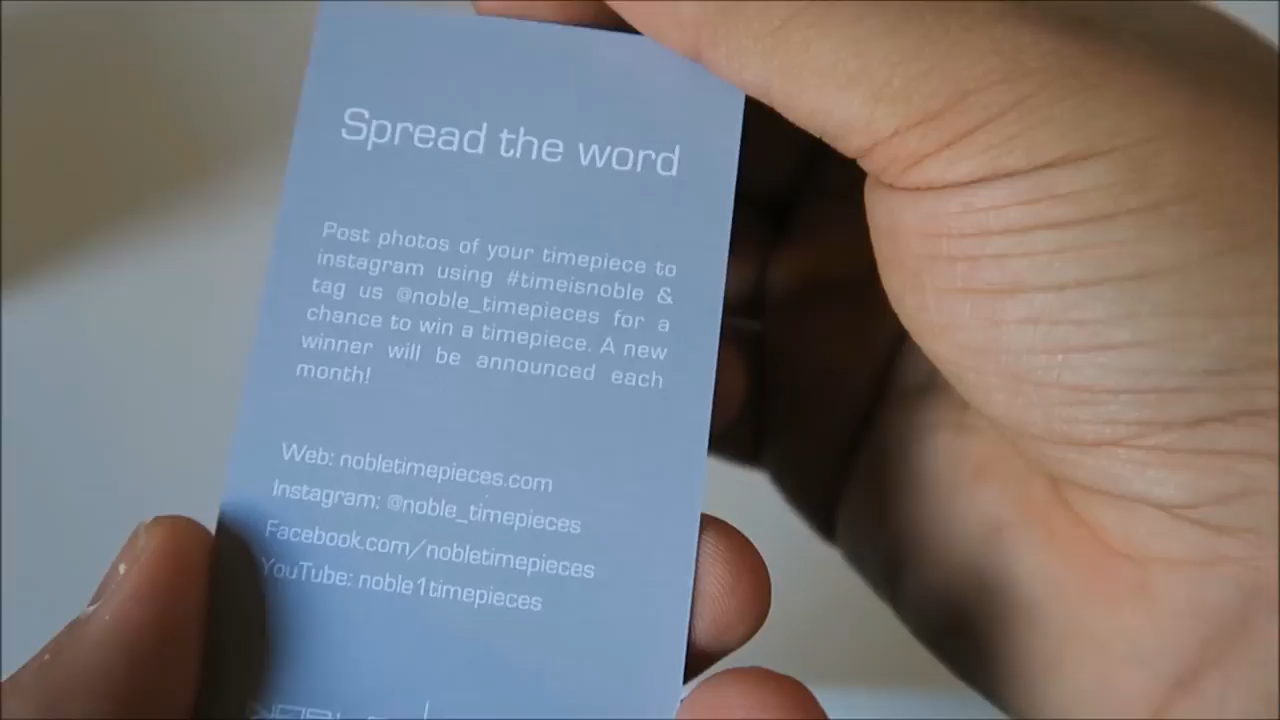 Spread the word
Post photos of your timepiece to
instagram using #timeisnoble &
tag us @noble_timepieces for a
chance to win a timepiece. A new
winner will be announced each
month!
Web: nobletimepieces.com
Instagram: @noble_timepieces
Facebook.com/nobletimepieces
YouTube: noble1timepieces